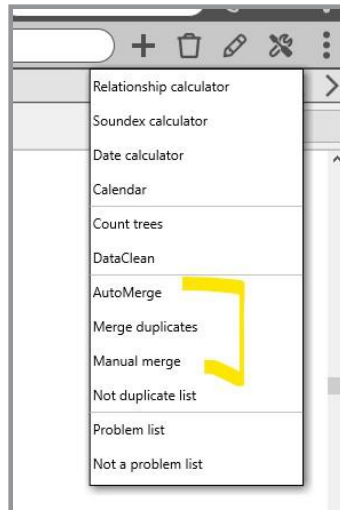 Relationship calculator
Soundex calculator
Date calculator
Calendar
Count trees
DataClean
AutoMerge
Merge duplicates
Manual merge
Not duplicate list
Problem list
Not a problem list